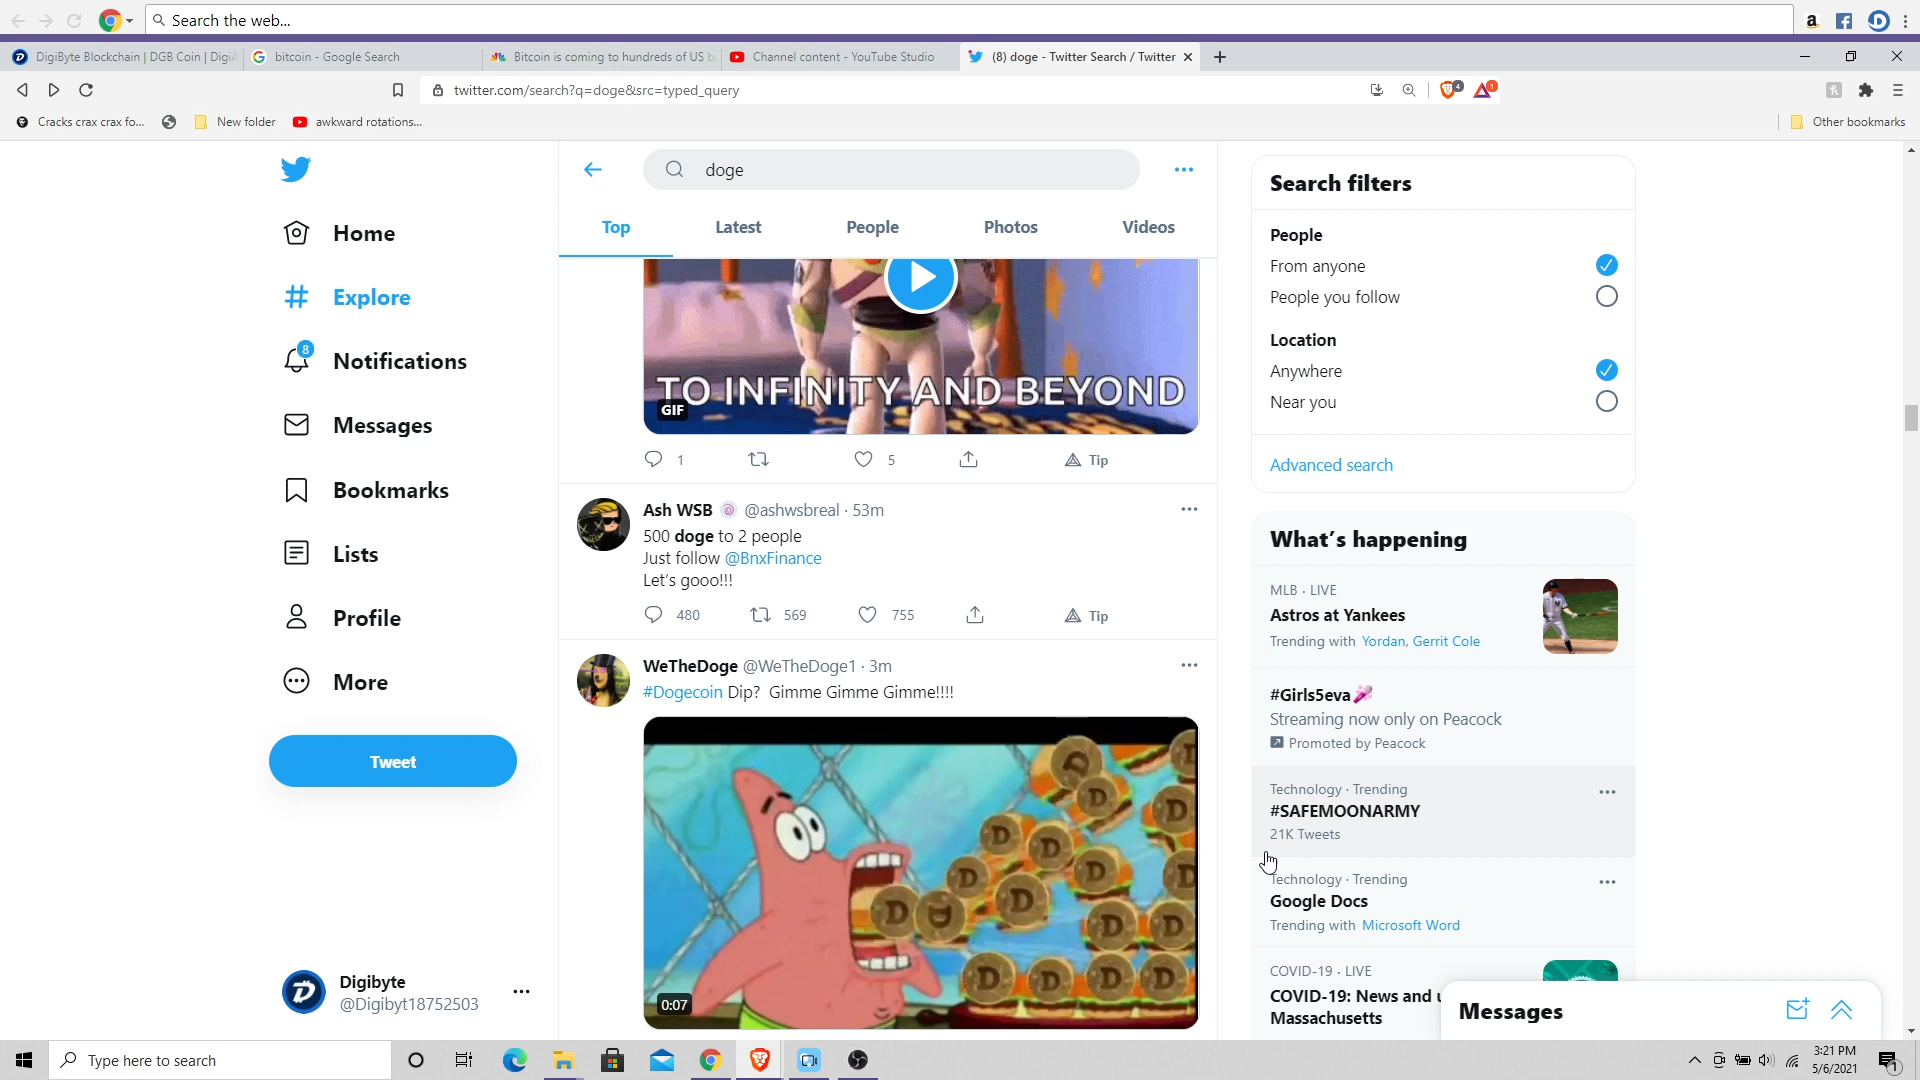 Search the web...
a
DigiByte Blockchain | DGB Coin | Digi
bitcoin - Google Search
Bitcoin is coming to hundreds of US b
Channel content - YouTube Studio
(8) doge - Twitter Search / Twitter
twitter.com/search?q=doge&src=typed_query
4
1
Cracks crax crax fo...
New folder
awkward rotations...
Other bookmarks
Home
Explore
8
Notifications
Messages
Bookmarks
Lists
Profile
More
Tweet
Digibyte
@Digibyt18752503
doge
Top
Latest
People
Photos
Videos
TO INFINITY AND BEYOND
GIF
1
5
Tip
Ash WSB @ashwsbreal · 53m
500 doge to 2 people
Just follow @BnxFinance
Let's gooo!!!
480
569
755
Tip
WeTheDoge @WeTheDoge1 · 3m
#Dogecoin Dip? Gimme Gimme Gimme!!!!
0:07
Search filters
People
From anyone
People you follow
Location
Anywhere
Near you
Advanced search
What's happening
MLB · LIVE
Astros at Yankees
Trending with Yordan, Gerrit Cole
#Girls5eva
Streaming now only on Peacock
Promoted by Peacock
Technology · Trending
#SAFEMOONARMY
21K Tweets
Technology · Trending
Google Docs
Trending with Microsoft Word
COVID-19 · LIVE
COVID-19: News and
Massachusetts
Messages
Type here to search
3:21 PM
5/6/2021
1